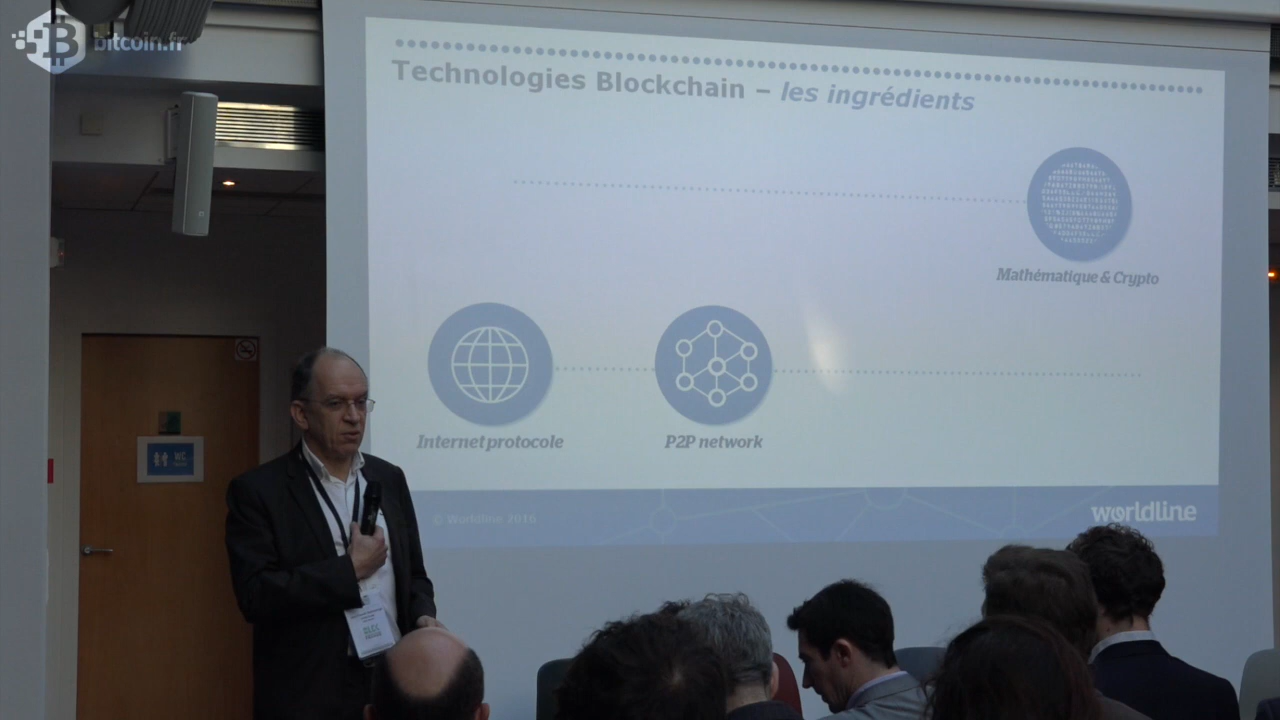 bitcoin.fr
Technologies Blockchain – les ingrédients
Mathématique & Crypto
Internet protocole
P2P network
© Worldline 2016
worldline
WC